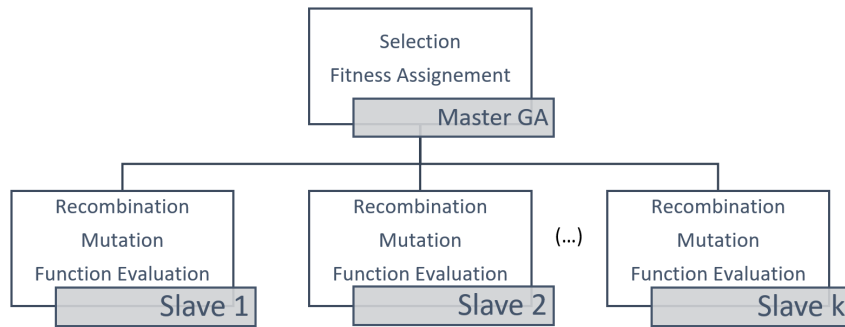 Selection
Fitness Assignement
Master GA
Recombination
Mutation
Function Evaluation
Slave 1
Recombination
Mutation
Function Evaluation
Slave 2
(...)
Recombination
Mutation
Function Evaluation
Slave k